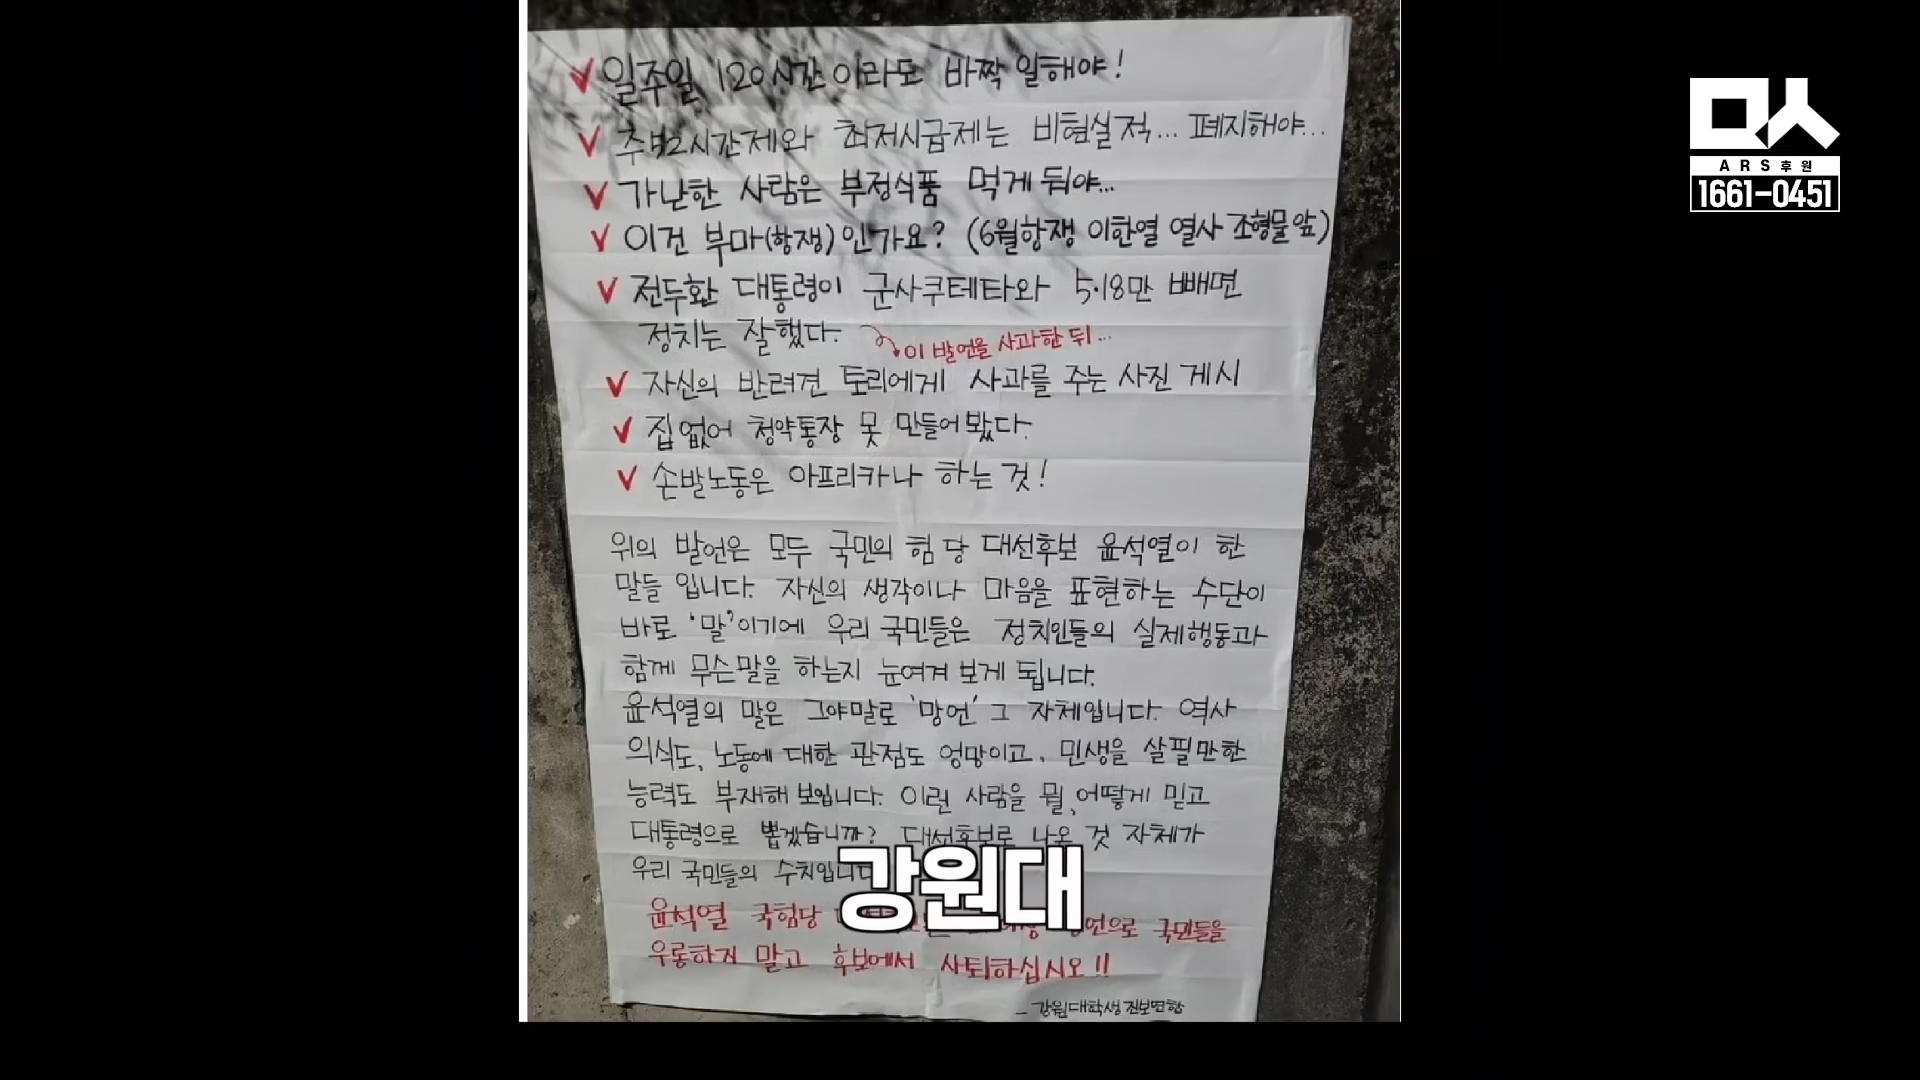 ✓ 일주일 120시간 이라도 바짝 일해야!
✓ 주52시간제와 최저시급제는 비현실적... 폐지해야...
✓ 가난한 사람은 부정식품 먹게 둬야...
✓ 이건 부마(항쟁)인가요? (6월항쟁 이한열 열사 조형물 앞)
✓ 전두환 대통령이 군사쿠테타와 5·18만 빼면
정치는 잘했다.
이 발언을 사과한 뒤...
✓ 자신의 반려견 토리에게 사과를 주는 사진 게시
✓ 집없어 청약통장 못 만들어봤다.
✓ 손발노동은 아프리카나 하는 것!
위의 발언은 모두 국민의 힘 당 대선후보 윤석열이 한
말들 입니다. 자신의 생각이나 마음을 표현하는 수단이
바로 '말'이기에 우리 국민들은 정치인들의 실제행동과
함께 무슨말을 하는지 눈여겨 보게 됩니다.
윤석열의 말은 그야말로 '망언' 그 자체입니다. 역사
의식도, 노동에 대한 관점도 엉망이고, 민생을 살필만한
능력도 부재해 보입니다. 이런 사람을 뭘, 어떻게 믿고
대통령으로 뽑겠습니까? 대선후보로 나온 것 자체가
우리 국민들의 수치입니다
윤석열 국힘당 국민들을
우롱하지 말고 후보에서 사퇴하십시오!!
- 강원대학생 진보연합
강원대
ARS후원
1661-0451